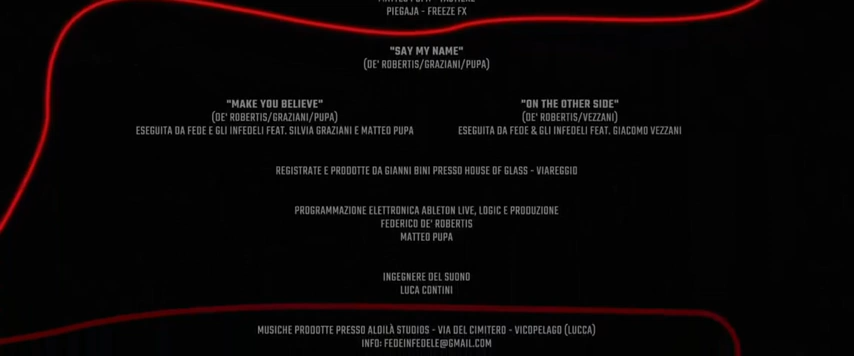 PIEGAJA - FREEZE FX
"SAY MY NAME"
(DE' ROBERTIS/GRAZIANI/PUPA)
"MAKE YOU BELIEVE"
(DE' ROBERTIS/GRAZIANI/PUPA)
ESEGUITA DA FEDE E GLI INFEDELI FEAT. SILVIA GRAZIANI E MATTEO PUPA
"ON THE OTHER SIDE"
(DE' ROBERTIS/VEZZANI)
ESEGUITA DA FEDE & GLI INFEDELI FEAT. GIACOMO VEZZANI
REGISTRATE E PRODOTTE DA GIANNI BINI PRESSO HOUSE OF GLASS - VIAREGGIO
PROGRAMMAZIONE ELETTRONICA ABLETON LIVE, LOGIC E PRODUZIONE
FEDERICO DE' ROBERTIS
MATTEO PUPA
INGEGNERE DEL SUONO
LUCA CONTINI
MUSICHE PRODOTTE PRESSO ALDILÀ STUDIOS - VIA DEL CIMITERO - VICOPELAGO (LUCCA)
INFO: FEDEINFEDELE@GMAIL.COM